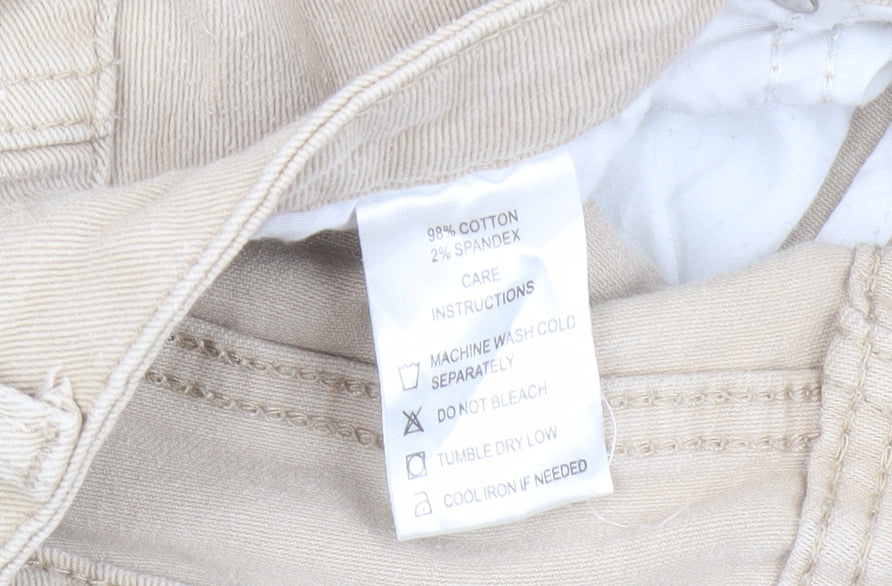 98% COTTON
2% SPANDEX
CARE
INSTRUCTIONS
MACHINE WASH COLD
SEPARATELY
DO NOT BLEACH
TUMBLE DRY LOW
COOL IRON IF NEEDED